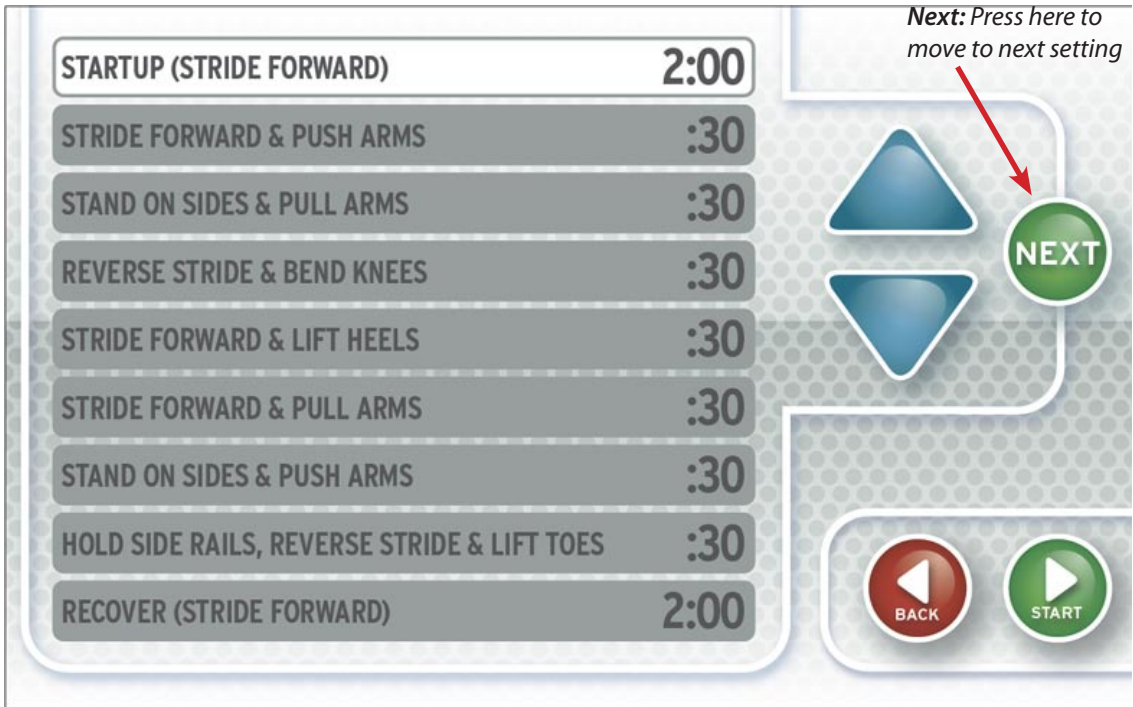 Next: Press here to
move to next setting
STARTUP (STRIDE FORWARD) 2:00
STRIDE FORWARD & PUSH ARMS :30
STAND ON SIDES & PULL ARMS :30
REVERSE STRIDE & BEND KNEES :30
STRIDE FORWARD & LIFT HEELS :30
STRIDE FORWARD & PULL ARMS :30
STAND ON SIDES & PUSH ARMS :30
HOLD SIDE RAILS, REVERSE STRIDE & LIFT TOES :30
RECOVER (STRIDE FORWARD) 2:00
NEXT
BACK
START